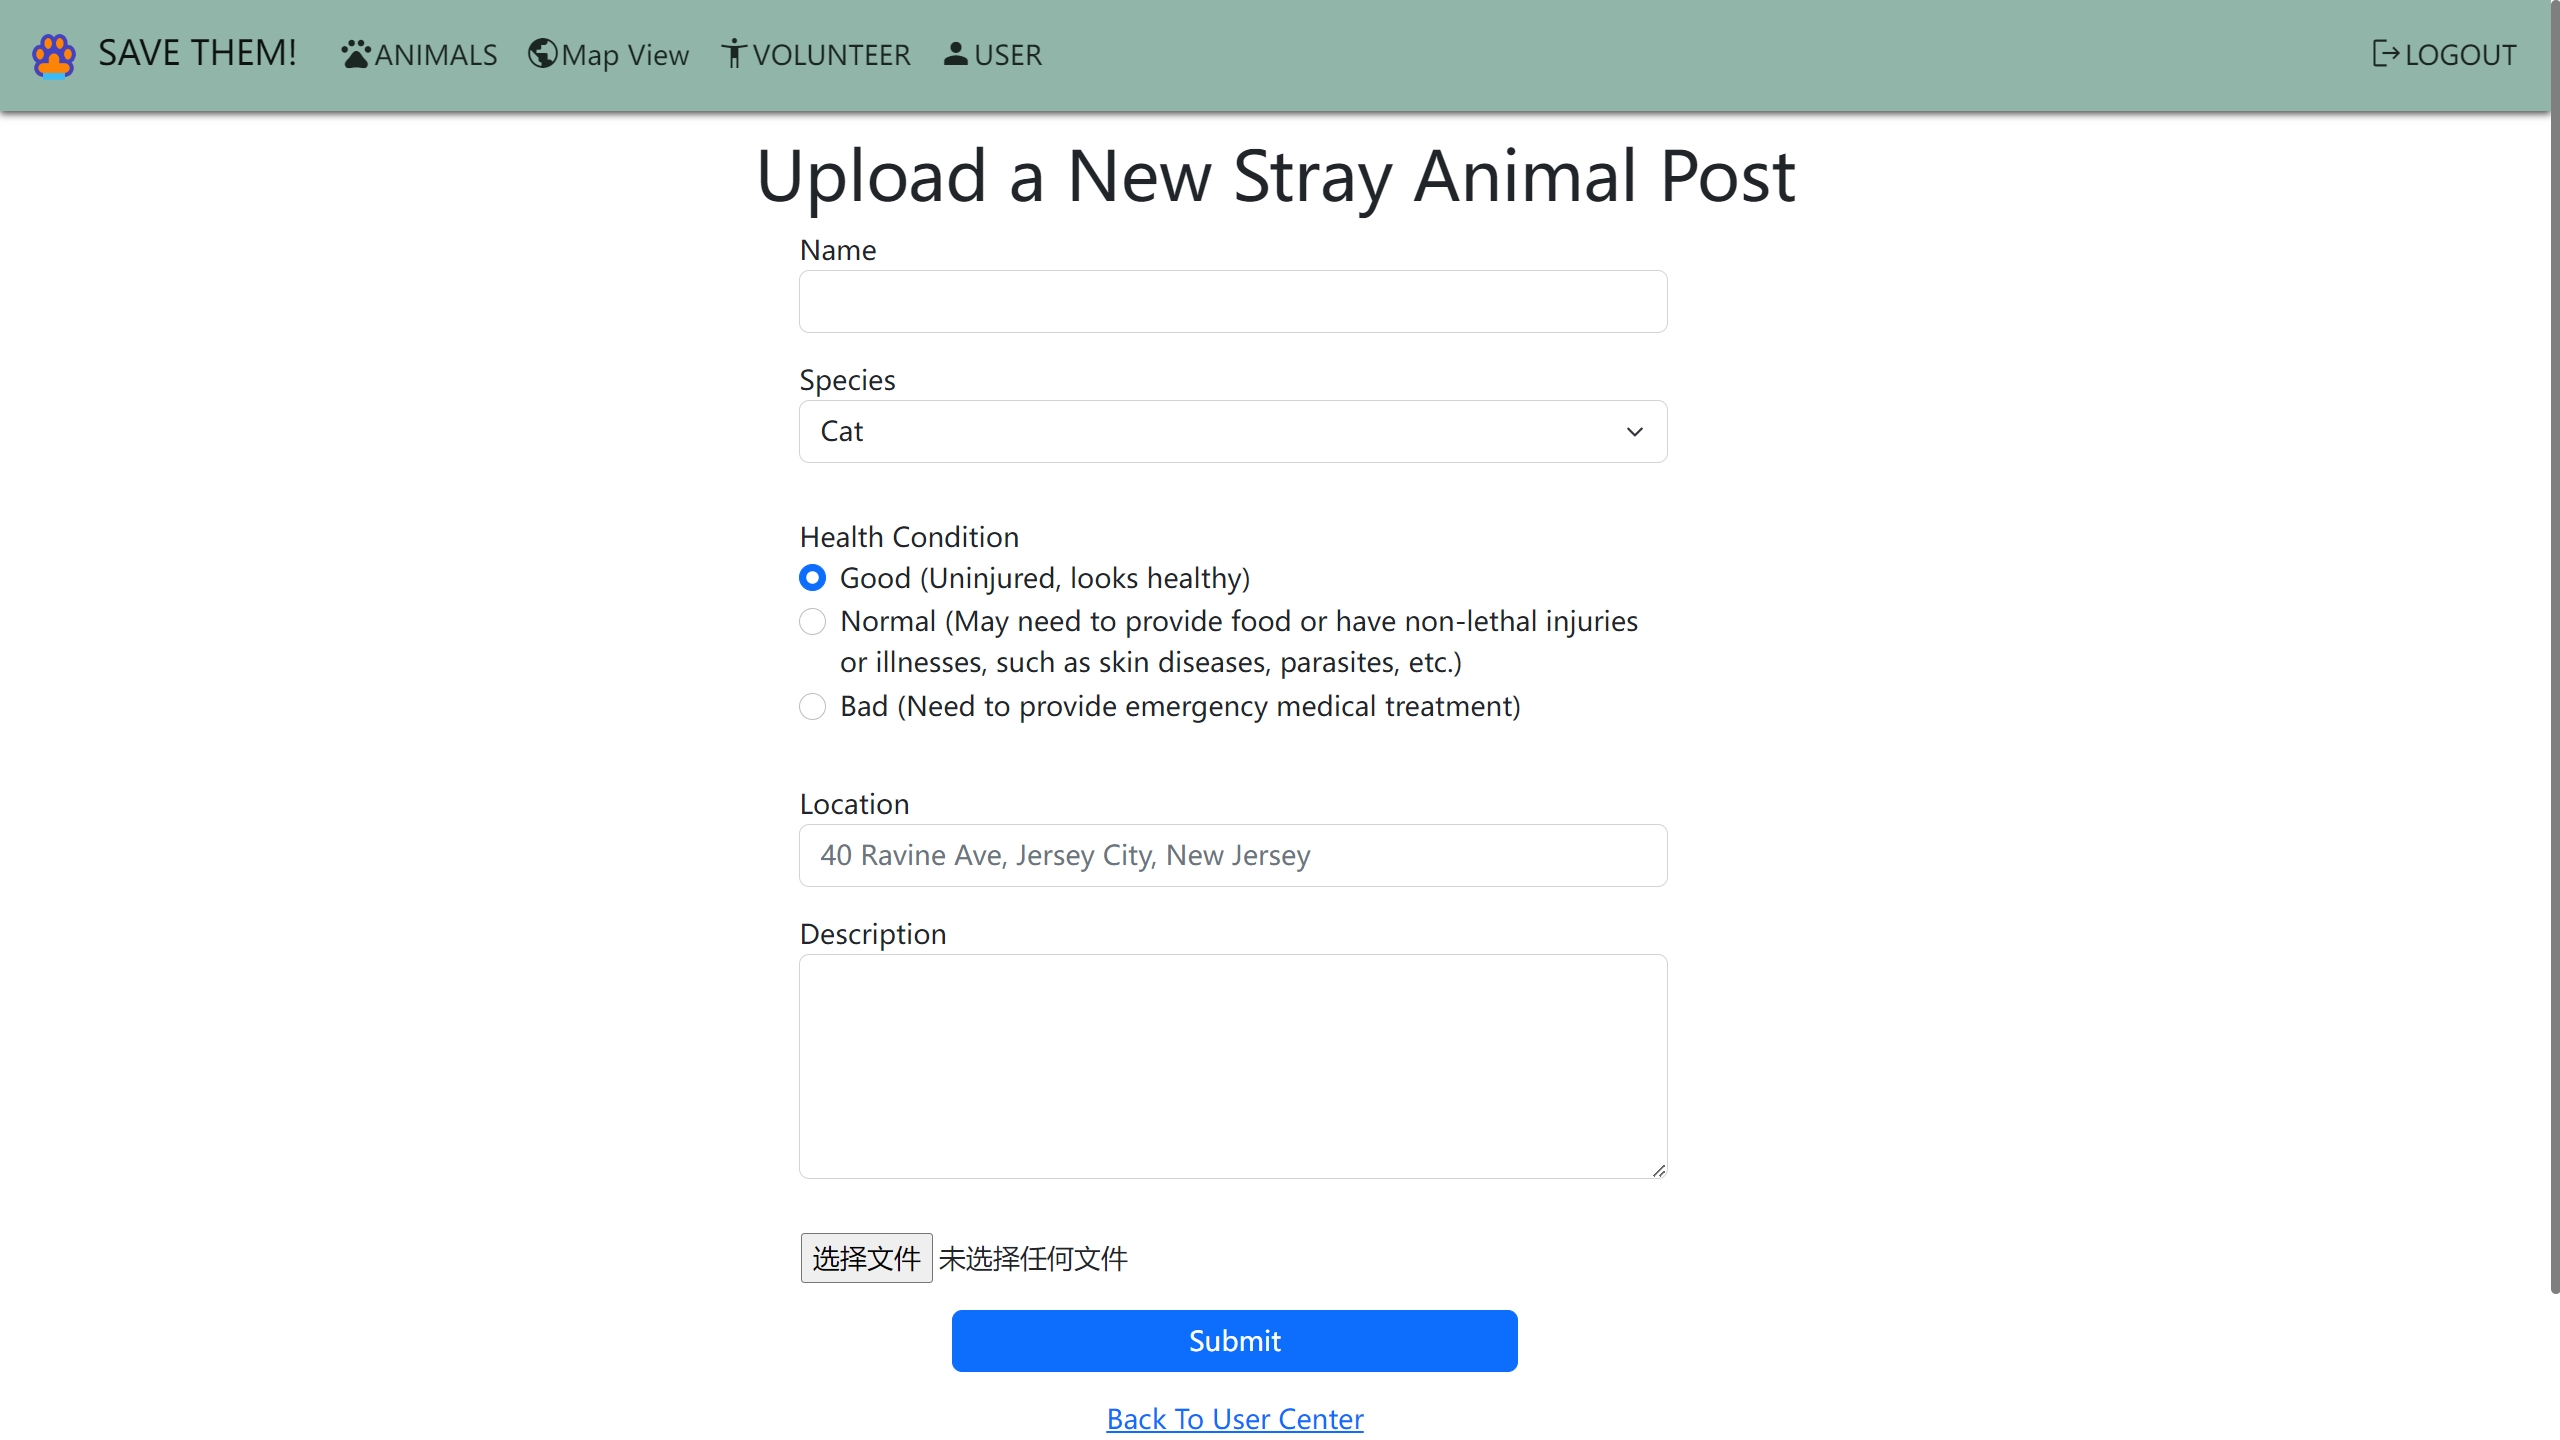 SAVE THEM! ANIMALS Map View VOLUNTEER USER LOGOUT
Upload a New Stray Animal Post
Name
Species
Cat
Health Condition
Good (Uninjured, looks healthy)
Normal (May need to provide food or have non-lethal injuries
or illnesses, such as skin diseases, parasites, etc.)
Bad (Need to provide emergency medical treatment)
Location
40 Ravine Ave, Jersey City, New Jersey
Description
选择文件 未选择任何文件
Submit
Back To User Center